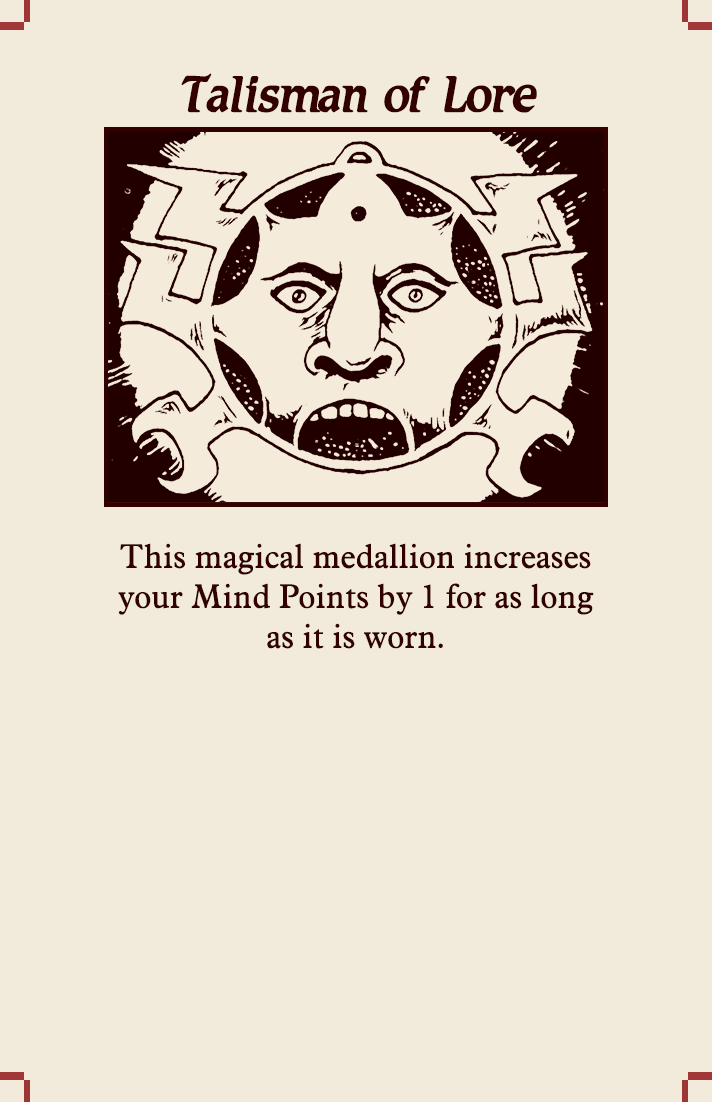 Talisman of Lore
This magical medallion increases
your Mind Points by 1 for as long
as it is worn.